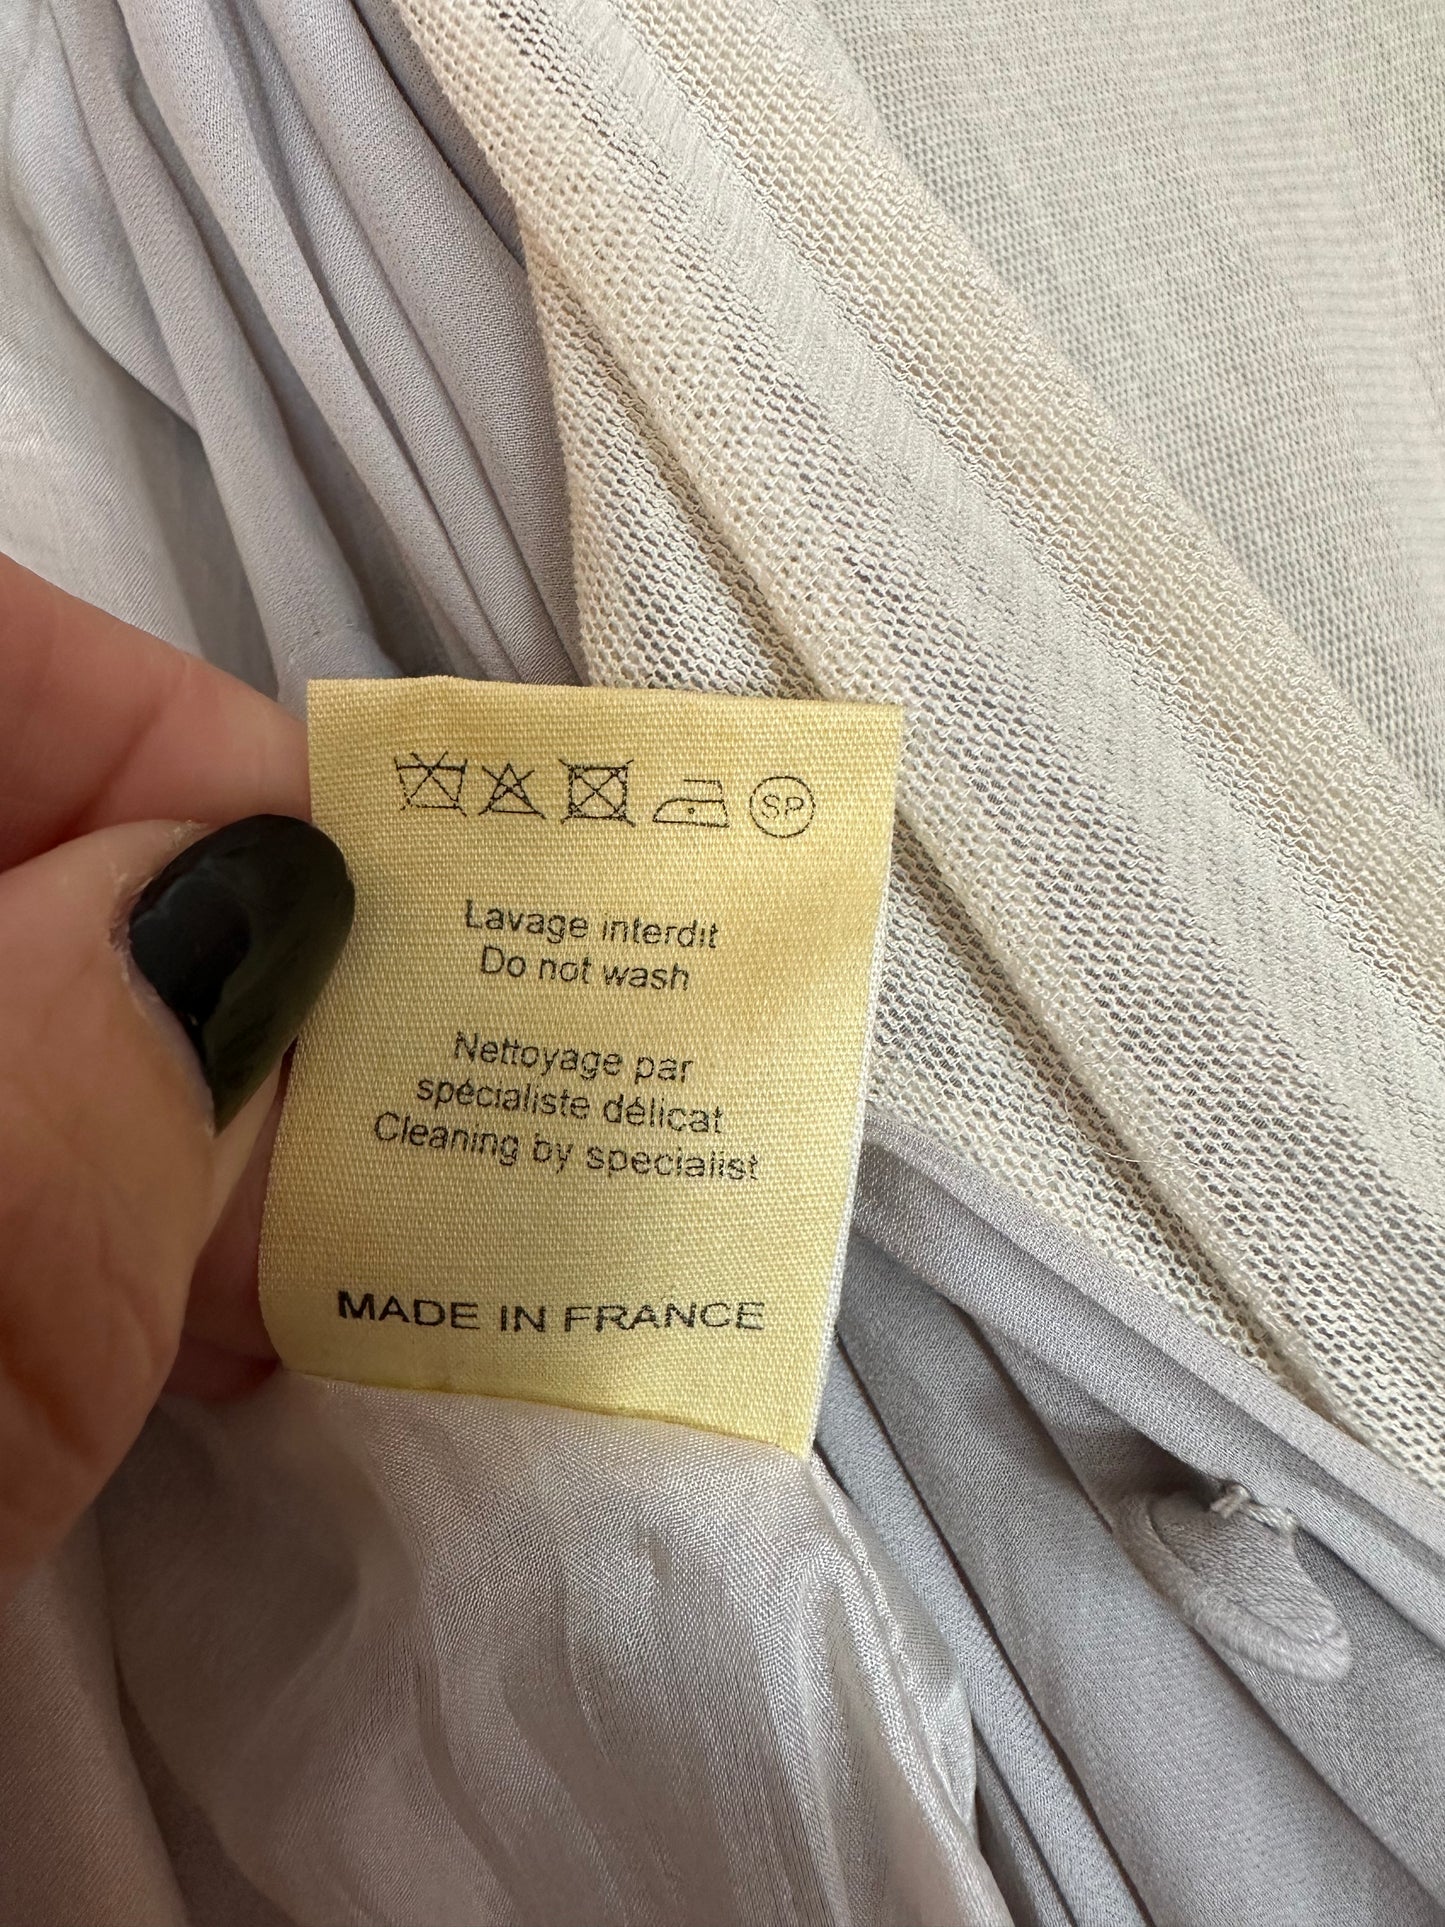 SP
Lavage interdit
Do not wash
Nettoyage par
spécialiste délicat
Cleaning by specialist
MADE IN FRANCE